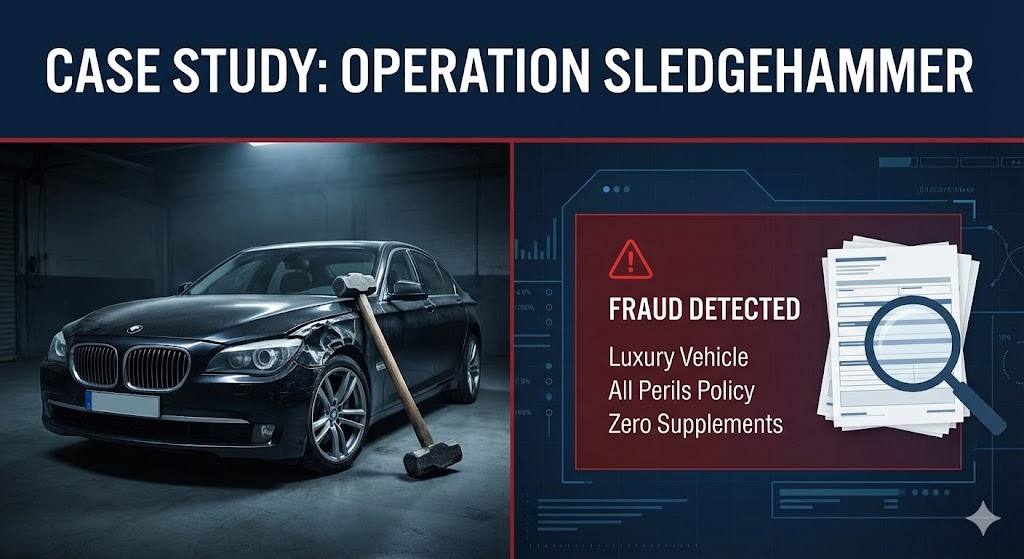 CASE STUDY: OPERATION SLEDGEHAMMER
FRAUD DETECTED
Luxury Vehicle
All Perils Policy
Zero Supplements